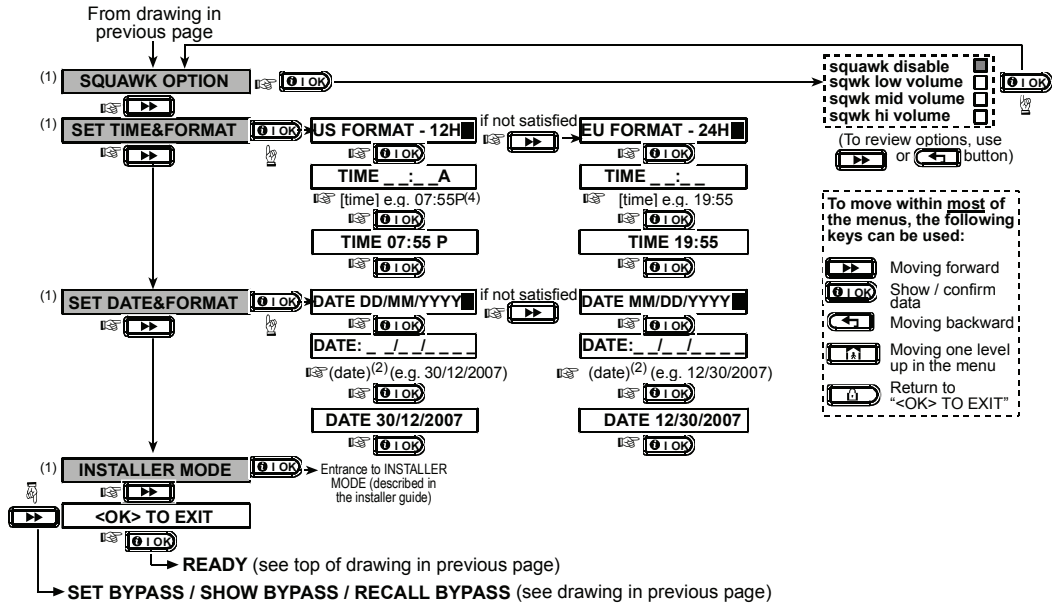 From drawing in
previous page
(1) SQUAWK OPTION
I OK
squawk disable
sqwk low volume
sqwk mid volume
sqwk hi volume
I OK
(To review options, use
or button)
(1) SET TIME&FORMAT
I OK
US FORMAT - 12H
if not satisfied
EU FORMAT - 24H
I OK
I OK
TIME _ _:_ _A
TIME _ _:_ _
[time] e.g. 07:55P(4)
[time] e.g. 19:55
I OK
I OK
TIME 07:55 P
TIME 19:55
I OK
I OK
(1) SET DATE&FORMAT
I OK
DATE DD/MM/YYYY
if not satisfied
DATE MM/DD/YYYY
I OK
I OK
DATE: _ _/_ _/_ _ _ _
DATE:_ _/_ _/_ _ _ _
(date)(2) (e.g. 30/12/2007)
(date)(2) (e.g. 12/30/2007)
I OK
I OK
DATE 30/12/2007
DATE 12/30/2007
I OK
I OK
(1) INSTALLER MODE
I OK
Entrance to INSTALLER
MODE (described in
the installer guide)
<OK> TO EXIT
I OK
READY (see top of drawing in previous page)
SET BYPASS / SHOW BYPASS / RECALL BYPASS (see drawing in previous page)
To move within most of
the menus, the following
keys can be used:
Moving forward
I OK
Show / confirm
data
Moving backward
Moving one level
up in the menu
Return to
“<OK> TO EXIT”